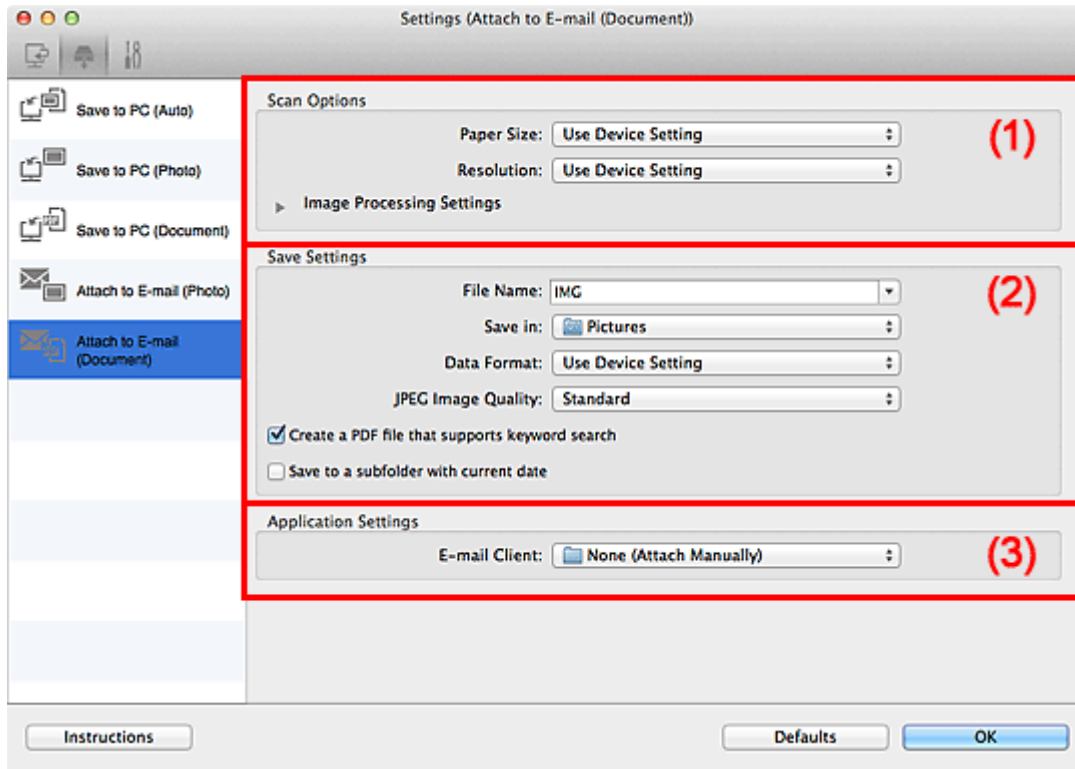 Settings (Attach to E-mail (Document))
Save to PC (Auto)
Save to PC (Photo)
Save to PC (Document)
Attach to E-mail (Photo)
Attach to E-mail
(Document)
Scan Options
(1)
Paper Size: Use Device Setting
Resolution: Use Device Setting
Image Processing Settings
Save Settings
(2)
File Name: IMG
Save in: Pictures
Data Format: Use Device Setting
JPEG Image Quality: Standard
Create a PDF file that supports keyword search
Save to a subfolder with current date
Application Settings
(3)
E-mail Client: None (Attach Manually)
Instructions
Defaults
OK